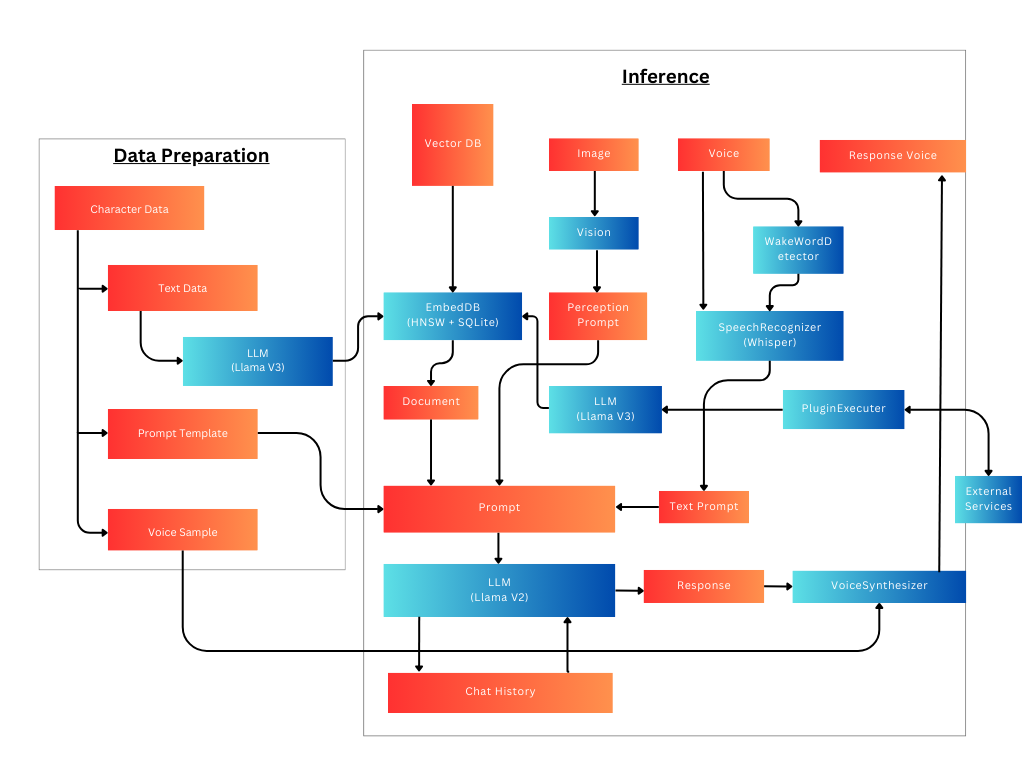 Data Preparation
Character Data
Text Data
LLM
(Llama V3)
Prompt Template
Voice Sample
Inference
Vector DB
Image
Voice
Response Voice
Vision
WakeWordD
etector
EmbedDB
(HNSW + SQLite)
Perception
Prompt
SpeechRecognizer
(Whisper)
Document
LLM
(Llama V3)
PluginExecuter
External
Services
Prompt
Text Prompt
LLM
(Llama V2)
Response
VoiceSynthesizer
Chat History